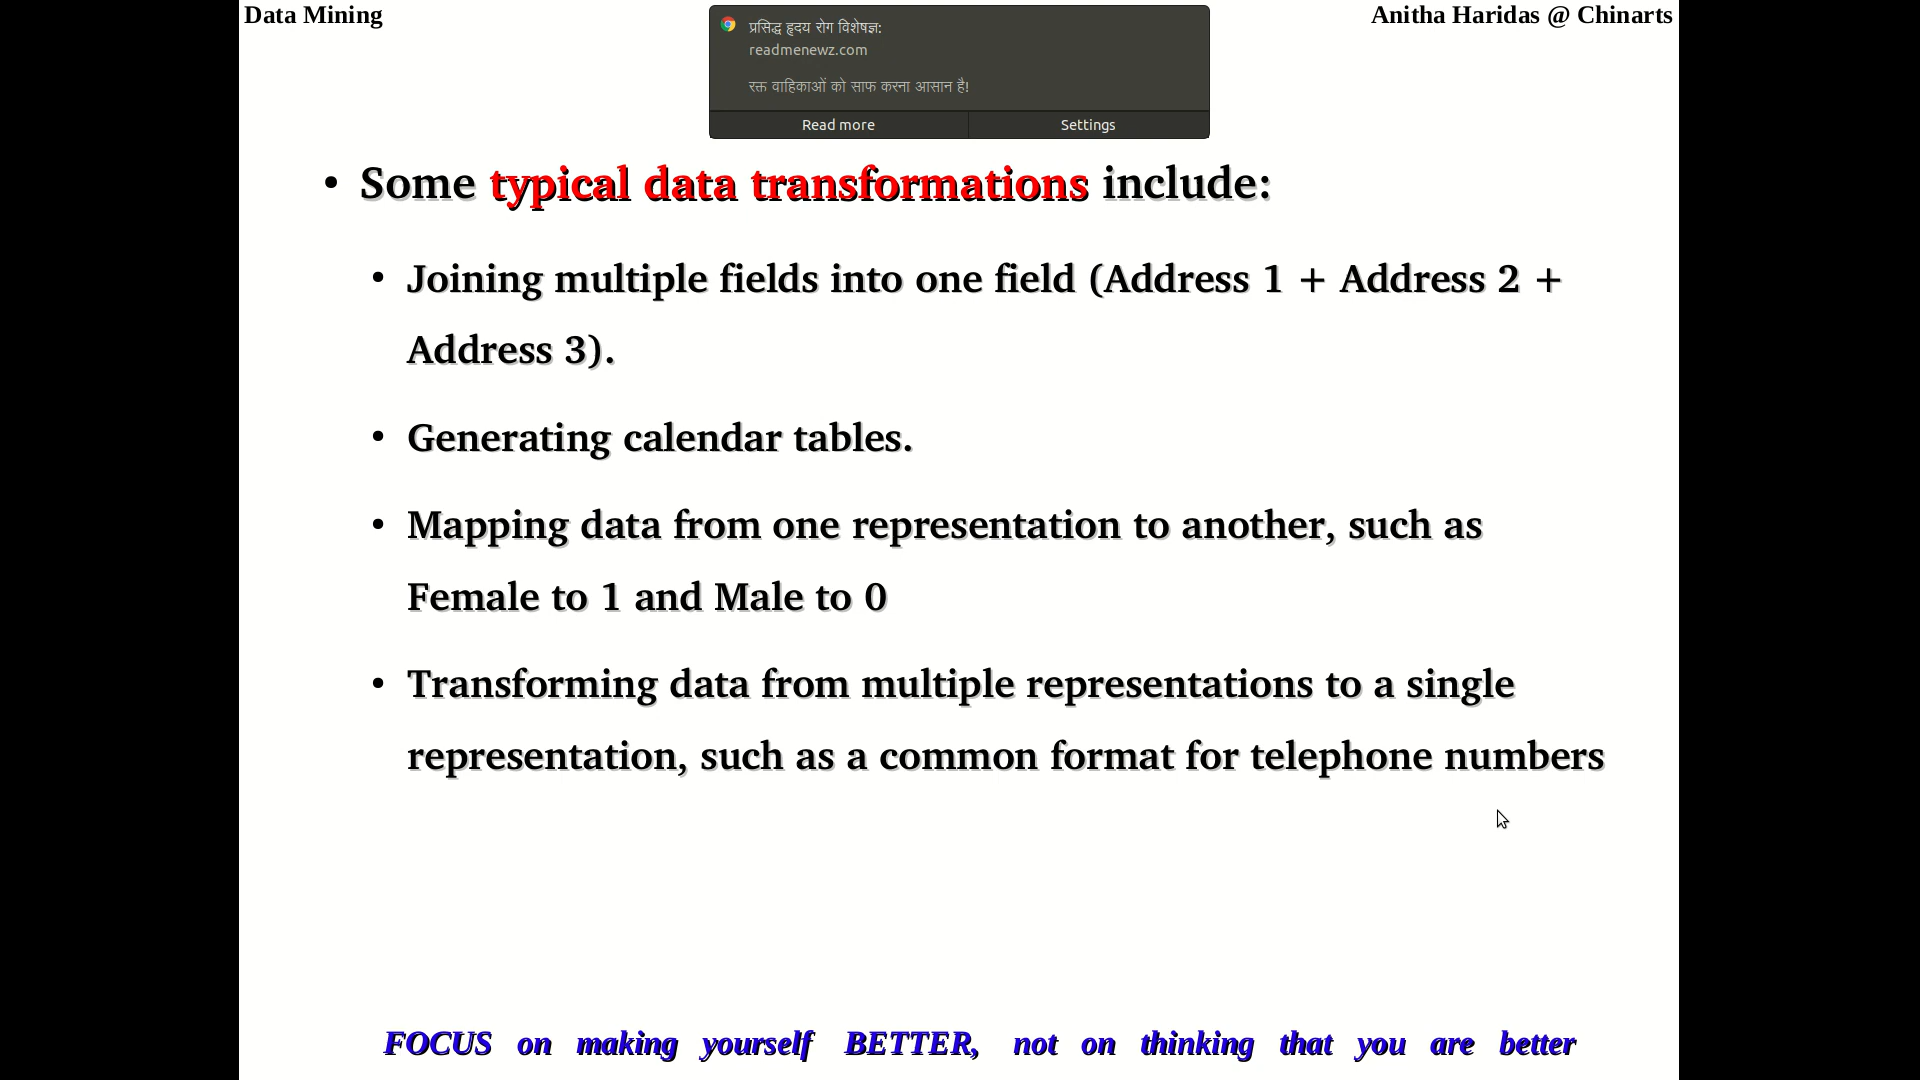 Data Mining
Anitha Haridas @ Chinarts
प्रसिद्ध हृदय रोग विशेषज्ञ:
readmenewz.com
रक्त वाहिकाओं को साफ करना आसान है!
Read more
Settings
• Some typical data transformations include:
• Joining multiple fields into one field (Address 1 + Address 2 +
Address 3).
• Generating calendar tables.
• Mapping data from one representation to another, such as
Female to 1 and Male to 0
• Transforming data from multiple representations to a single
representation, such as a common format for telephone numbers
FOCUS on making yourself BETTER, not on thinking that you are better